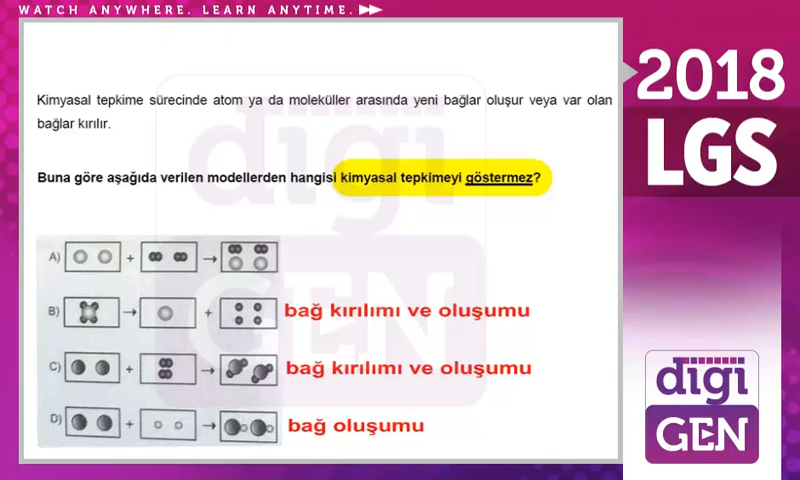 WATCH ANYWHERE. LEARN ANYTIME.
Kimyasal tepkime sürecinde atom ya da moleküller arasında yeni bağlar oluşur veya var olan
bağlar kırılır.
Buna göre aşağıda verilen modellerden hangisi kimyasal tepkimeyi göstermez?
A) + →
B) → + bağ kırılımı ve oluşumu
C) + → bağ kırılımı ve oluşumu
D) + → bağ oluşumu
2018
LGS
digi
GEN
digi
GEN